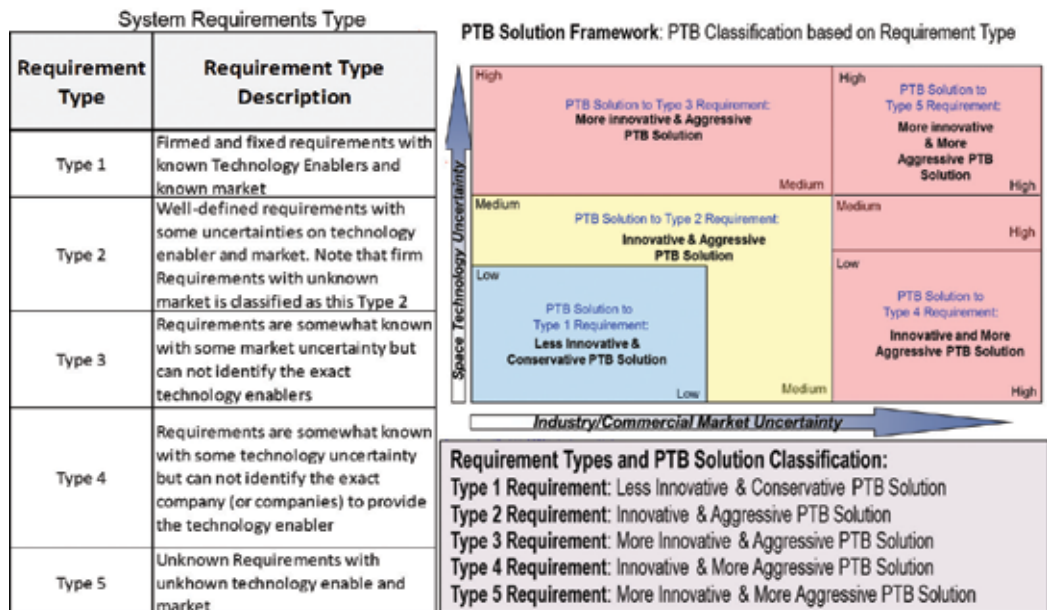 System Requirements Type
Requirement
Type
Requirement Type
Description
Type 1
Firmed and fixed requirements with
known Technology Enablers and
known market
Type 2
Well-defined requirements with
some uncertainties on technology
enabler and market. Note that firm
Requirements with unknown
market is classified as this Type 2
Type 3
Requirements are somewhat known
with some market uncertainty but
can not identify the exact
technology enablers
Type 4
Requirements are somewhat known
with some technology uncertainty
but can not identify the exact
company (or companies) to provide
the technology enabler
Type 5
Unknown Requirements with
unkhown technology enable and
market
PTB Solution Framework: PTB Classification based on Requirement Type
Space Technology Uncertainty
High
PTB Solution to Type 3 Requirement:
More innovative & Aggressive
PTB Solution
Medium
High
PTB Solution to
Type 5 Requirement:
More innovative
& More
Aggressive PTB
Solution
High
Medium
PTB Solution to Type 2 Requirement:
Innovative & Aggressive
PTB Solution
Medium
Medium
High
Low
PTB Solution to
Type 1 Requirement:
Less Innovative &
Conservative PTB Solution
Low
Low
PTB Solution to
Type 4 Requirement:
Innovative and More
Aggressive PTB Solution
High
Industry/Commercial Market Uncertainty
Requirement Types and PTB Solution Classification:
Type 1 Requirement: Less Innovative & Conservative PTB Solution
Type 2 Requirement: Innovative & Aggressive PTB Solution
Type 3 Requirement: More Innovative & Aggressive PTB Solution
Type 4 Requirement: Innovative & More Aggressive PTB Solution
Type 5 Requirement: More Innovative & More Aggressive PTB Solution